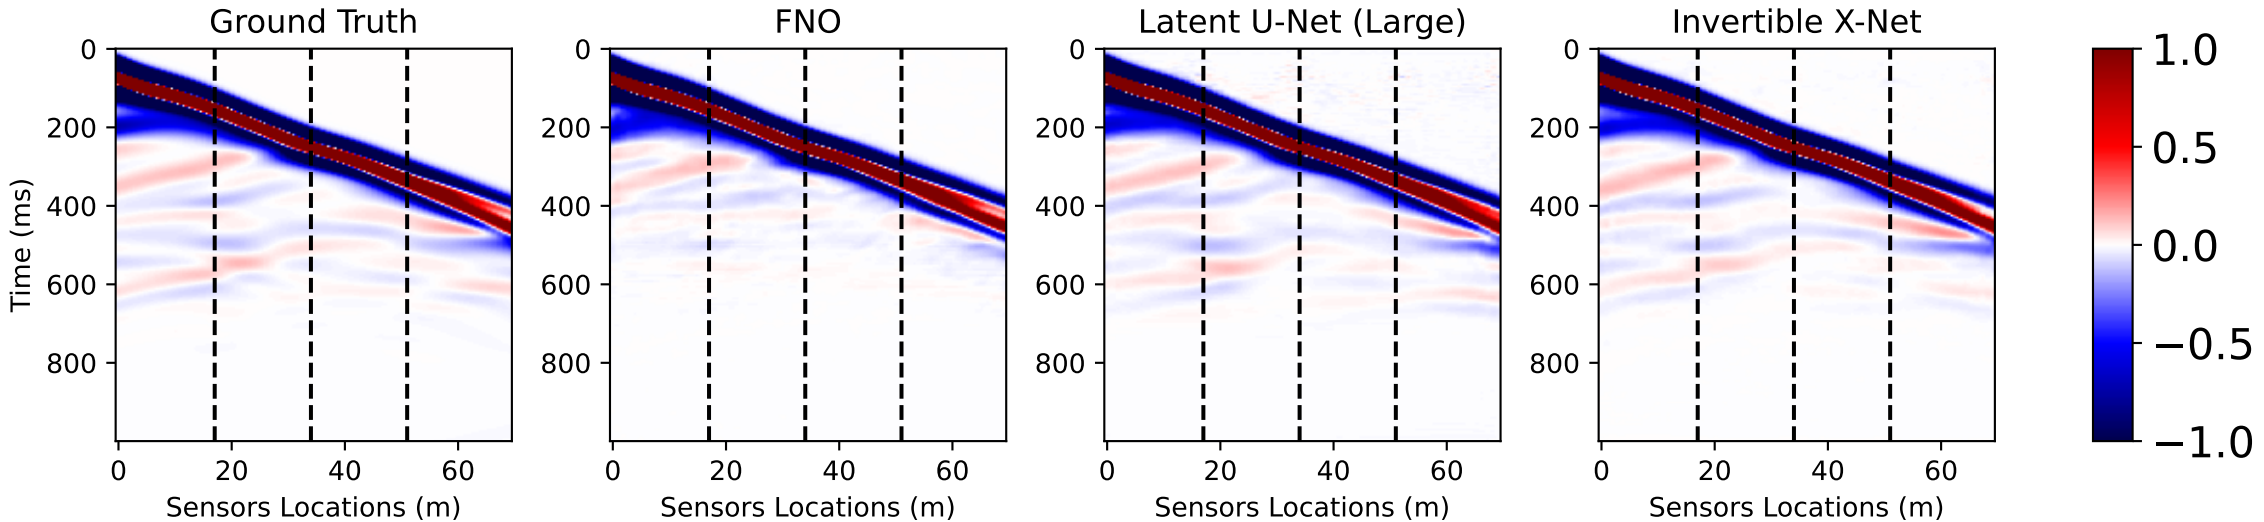 Ground Truth
FNO
Latent U-Net (Large)
Invertible X-Net
Time (ms)
0
200
400
600
800
0 20 40 60
Sensors Locations (m)
0
200
400
600
800
0 20 40 60
Sensors Locations (m)
0
200
400
600
800
0 20 40 60
Sensors Locations (m)
0
200
400
600
800
0 20 40 60
Sensors Locations (m)
1.0
0.5
0.0
−0.5
−1.0